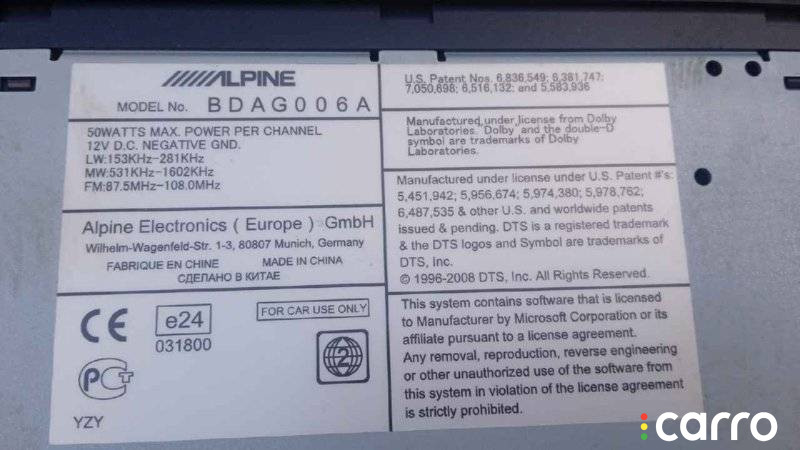 ALPINE
MODEL No. BDAG006A
50WATTS MAX. POWER PER CHANNEL
12V D.C. NEGATIVE GND.
LW:153KHz-281KHz
MW:531KHz-1602KHz
FM:87.5MHz-108.0MHz
Alpine Electronics ( Europe ) GmbH
Wilhelm-Wagenfeld-Str. 1-3, 80807 Munich, Germany
FABRIQUE EN CHINE MADE IN CHINA
СДЕЛАНО В КИТАЕ
CE
e24
031800
FOR CAR USE ONLY
2
РСТ
YZY
U.S. Patent Nos. 6,836,549; 6,381,747;
7,050,698; 6,516,132; and 5,583,936
Manufactured under license from Dolby
Laboratories. Dolby and the double-D
symbol are trademarks of Dolby
Laboratories.
Manufactured under license under U.S. Patent #'s:
5,451,942; 5,956,674; 5,974,380; 5,978,762;
6,487,535 & other U.S. and worldwide patents
issued & pending. DTS is a registered trademark
& the DTS logos and Symbol are trademarks of
DTS, Inc.
© 1996-2008 DTS, Inc. All Rights Reserved.
This system contains software that is licensed
to Manufacturer by Microsoft Corporation or its
affiliate pursuant to a license agreement.
Any removal, reproduction, reverse engineering
or other unauthorized use of the software from
this system in violation of the license agreement
is strictly prohibited.
carro